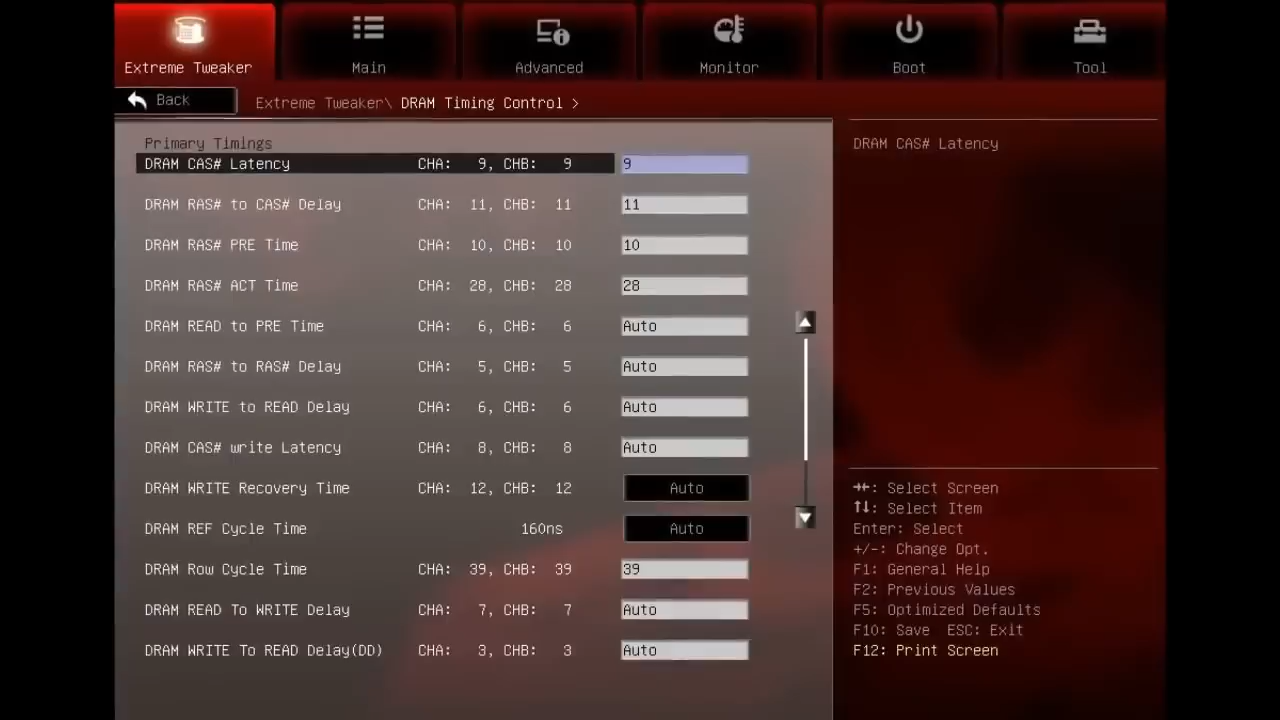 Extreme Tweaker Main Advanced Monitor Boot Tool
Back Extreme Tweaker\ DRAM Timing Control >
Primary Timings
DRAM CAS# Latency CHA: 9, CHB: 9 9
DRAM RAS# to CAS# Delay CHA: 11, CHB: 11 11
DRAM RAS# PRE Time CHA: 10, CHB: 10 10
DRAM RAS# ACT Time CHA: 28, CHB: 28 28
DRAM READ to PRE Time CHA: 6, CHB: 6 Auto
DRAM RAS# to RAS# Delay CHA: 5, CHB: 5 Auto
DRAM WRITE to READ Delay CHA: 6, CHB: 6 Auto
DRAM CAS# write Latency CHA: 8, CHB: 8 Auto
DRAM WRITE Recovery Time CHA: 12, CHB: 12 Auto
DRAM REF Cycle Time 160ns Auto
DRAM Row Cycle Time CHA: 39, CHB: 39 39
DRAM READ To WRITE Delay CHA: 7, CHB: 7 Auto
DRAM WRITE To READ Delay(DD) CHA: 3, CHB: 3 Auto
DRAM CAS# Latency
→←: Select Screen
↑↓: Select Item
Enter: Select
+/-: Change Opt.
F1: General Help
F2: Previous Values
F5: Optimized Defaults
F10: Save ESC: Exit
F12: Print Screen